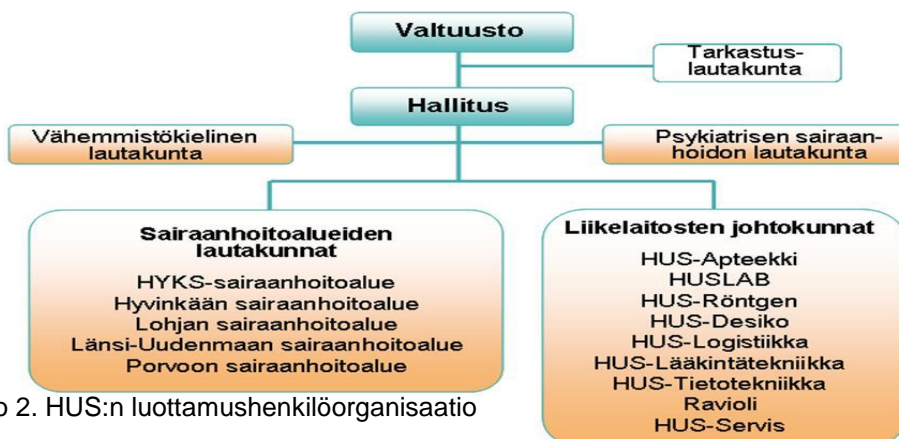 Valtuusto
Tarkastus-
lautakunta
Hallitus
Vähemmistökielinen
lautakunta
Psykiatrisen sairaan-
hoidon lautakunta
Sairaanhoitoalueiden
lautakunnat
HYKS-sairaanhoitoalue
Hyvinkään sairaanhoitoalue
Lohjan sairaanhoitoalue
Länsi-Uudenmaan sairaanhoitoalue
Porvoon sairaanhoitoalue
Liikelaitosten johtokunnat
HUS-Apteekki
HUSLAB
HUS-Röntgen
HUS-Desiko
HUS-Logistiikka
HUS-Lääkintätekniikka
HUS-Tietotekniikka
Ravioli
HUS-Servis
2. HUS:n luottamushenkilöorganisaatio